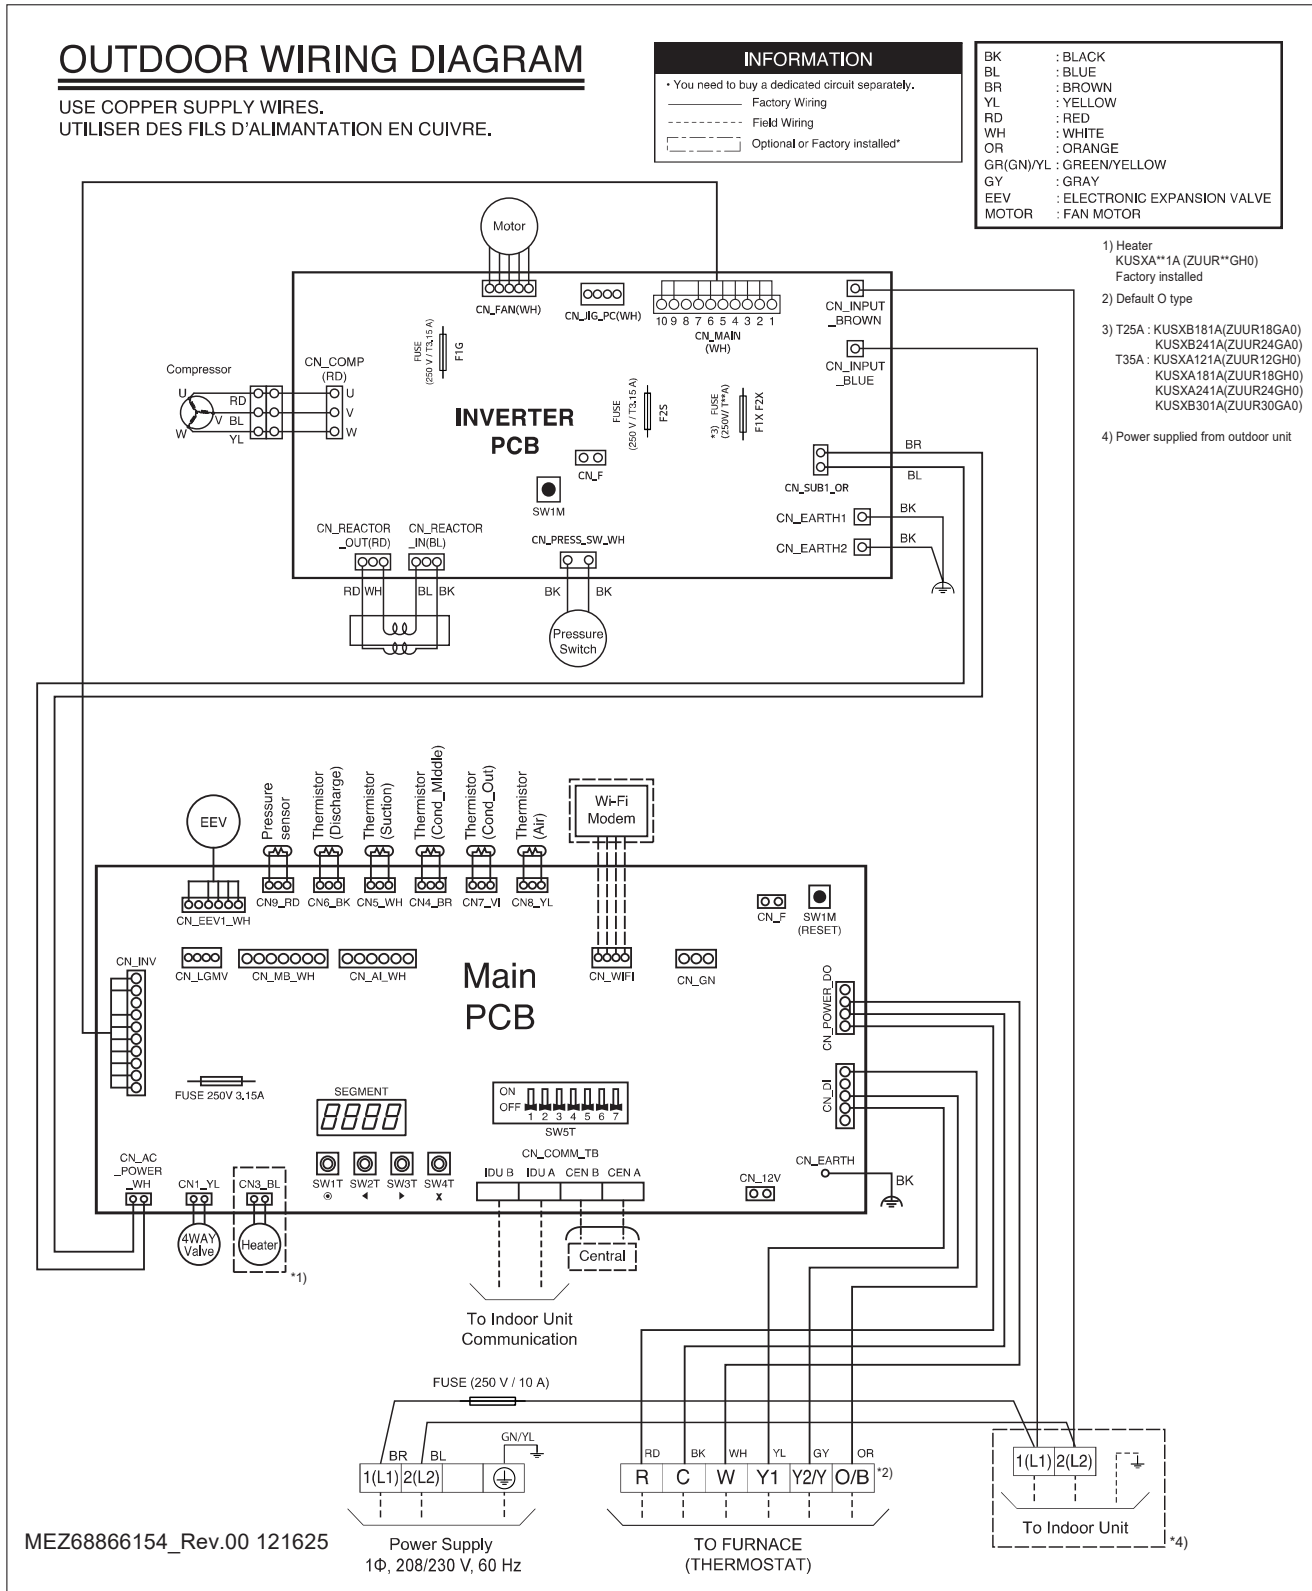 OUTDOOR WIRING DIAGRAM
USE COPPER SUPPLY WIRES.
UTILISER DES FILS D'ALIMANTATION EN CUIVRE.
INFORMATION
• You need to buy a dedicated circuit separately.
Factory Wiring
Field Wiring
Optional or Factory installed*
BK : BLACK
BL : BLUE
BR : BROWN
YL : YELLOW
RD : RED
WH : WHITE
OR : ORANGE
GR(GN)/YL : GREEN/YELLOW
GY : GRAY
EEV : ELECTRONIC EXPANSION VALVE
MOTOR : FAN MOTOR
1) Heater
KUSXA**1A (ZUUR**GH0)
Factory installed
2) Default O type
3) T25A : KUSXB181A(ZUUR18GA0)
KUSXB241A(ZUUR24GA0)
T35A : KUSXA121A(ZUUR12GH0)
KUSXA181A(ZUUR18GH0)
KUSXA241A(ZUUR24GH0)
KUSXB301A(ZUUR30GA0)
4) Power supplied from outdoor unit
Motor
CN_FAN(WH)
CN_JIG_PC(WH)
10 9 8 7 6 5 4 3 2 1
CN_MAIN
(WH)
CN_INPUT
_BROWN
CN_INPUT
_BLUE
FUSE
(250 V / T3.15 A)
F1G
Compressor
U
V
W
RD
BL
YL
CN_COMP
(RD)
U
V
W
INVERTER
PCB
FUSE
(250 V / T3.15 A)
F2S
*3) FUSE
(250V/ T**A)
F1X F2X
CN_F
SW1M
CN_SUB1_OR
BR
BL
CN_EARTH1
BK
CN_EARTH2
BK
CN_REACTOR
_OUT(RD)
CN_REACTOR
_IN(BL)
CN_PRESS_SW_WH
RD WH BL BK
BK BK
Pressure
Switch
EEV
Pressure
sensor
Thermistor
(Discharge)
Thermistor
(Suction)
Thermistor
(Cond_Middle)
Thermistor
(Cond_Out)
Thermistor
(Air)
Wi-Fi
Modem
CN_EEV1_WH
CN9_RD
CN6_BK
CN5_WH
CN4_BR
CN7_VI
CN8_YL
CN_F
SW1M
(RESET)
CN_INV
CN_LGMV
CN_MB_WH
CN_AI_WH
Main
PCB
CN_WIFI
CN_GN
CN_POWER_DO
CN_DI
FUSE 250V 3.15A
SEGMENT
8888
ON
OFF
1 2 3 4 5 6 7
SW5T
CN_AC
_POWER
_WH
CN1_YL
CN3_BL
SW1T
SW2T
SW3T
SW4T
X
CN_COMM_TB
IDU B IDU A CEN B CEN A
CN_12V
CN_EARTH
BK
4WAY
Valve
Heater
*1)
Central
To Indoor Unit
Communication
FUSE (250 V / 10 A)
BR
BL
GN/YL
1(L1) 2(L2)
RD BK WH YL GY OR
R C W Y1 Y2/Y O/B *2)
1(L1) 2(L2)
To Indoor Unit
*4)
Power Supply
1Φ, 208/230 V, 60 Hz
TO FURNACE
(THERMOSTAT)
MEZ68866154_Rev.00 121625